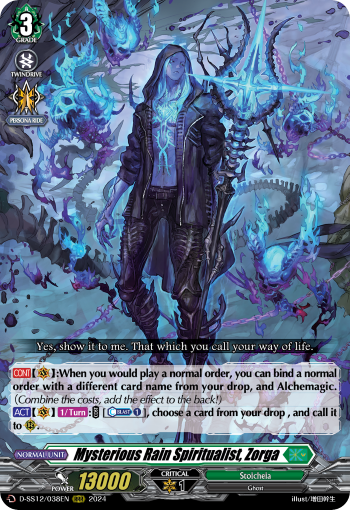 3
GRADE
TWINDRIVE
PERSONA RIDE
Yes, show it to me. That which you call your way of life.
CONT【】:When you would play a normal order, you can bind a normal
order with a different card name from your drop, and Alchemagic.
(Combine the costs, add the effect to the back!)
ACT【】1/Turn:[C BLAST 1], choose a card from your drop , and call it
to
NORMAL UNIT Mysterious Rain Spiritualist, Zorga
POWER 13000 CRITICAL 1 Stoicheia
Ghost
D-SS12/038EN 2024 illust/増田幹生